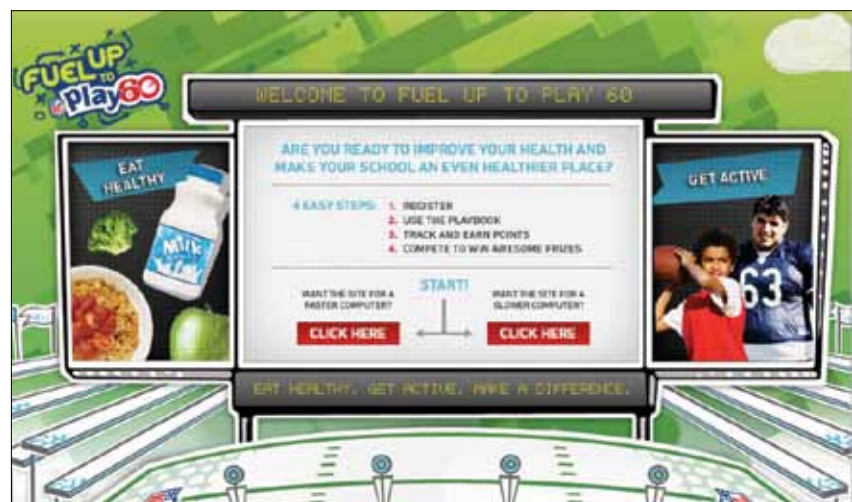 FUEL UP
TO
Play 60
WELCOME TO FUEL UP TO PLAY 60
EAT
HEALTHY
Milk
ARE YOU READY TO IMPROVE YOUR HEALTH AND
MAKE YOUR SCHOOL AN EVEN HEALTHIER PLACE?
4 EASY STEPS:
1. REGISTER
2. USE THE PLAYBOOK
3. TRACK AND EARN POINTS
4. COMPETE TO WIN AWESOME PRIZES
START!
WANT THE SITE FOR A
FASTER COMPUTER?
CLICK HERE
WANT THE SITE FOR A
SLOWER COMPUTER?
CLICK HERE
GET ACTIVE
63
EAT HEALTHY. GET ACTIVE. MAKE A DIFFERENCE.